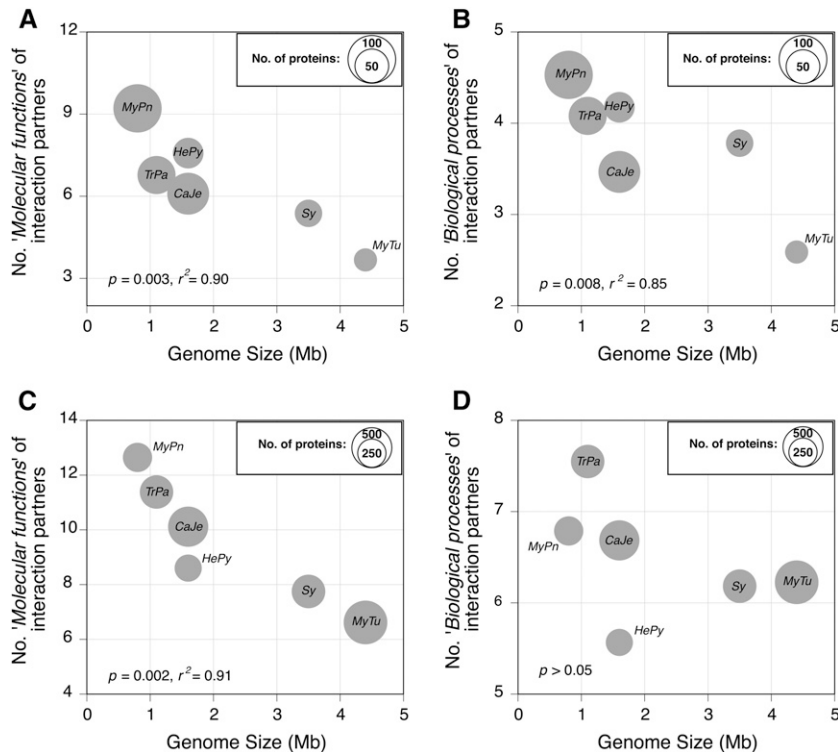 A
No. 'Molecular functions' of
interaction partners
12
9
6
3
No. of proteins:
100
50
MyPn
HePy
TrPa
CaJe
Sy
MyTu
p = 0.003, r² = 0.90
0 1 2 3 4 5
Genome Size (Mb)
B
No. 'Biological processes' of
interaction partners
5
4
3
2
No. of proteins:
100
50
MyPn
HePy
TrPa
Sy
CaJe
MyTu
p = 0.008, r² = 0.85
0 1 2 3 4 5
Genome Size (Mb)
C
No. 'Molecular functions' of
interaction partners
14
12
10
8
6
4
No. of proteins:
500
250
MyPn
TrPa
CaJe
HePy
Sy
MyTu
p = 0.002, r² = 0.91
0 1 2 3 4 5
Genome Size (Mb)
D
No. 'Biological processes' of
interaction partners
8
7
6
5
No. of proteins:
500
250
TrPa
MyPn
CaJe
Sy
MyTu
HePy
p > 0.05
0 1 2 3 4 5
Genome Size (Mb)